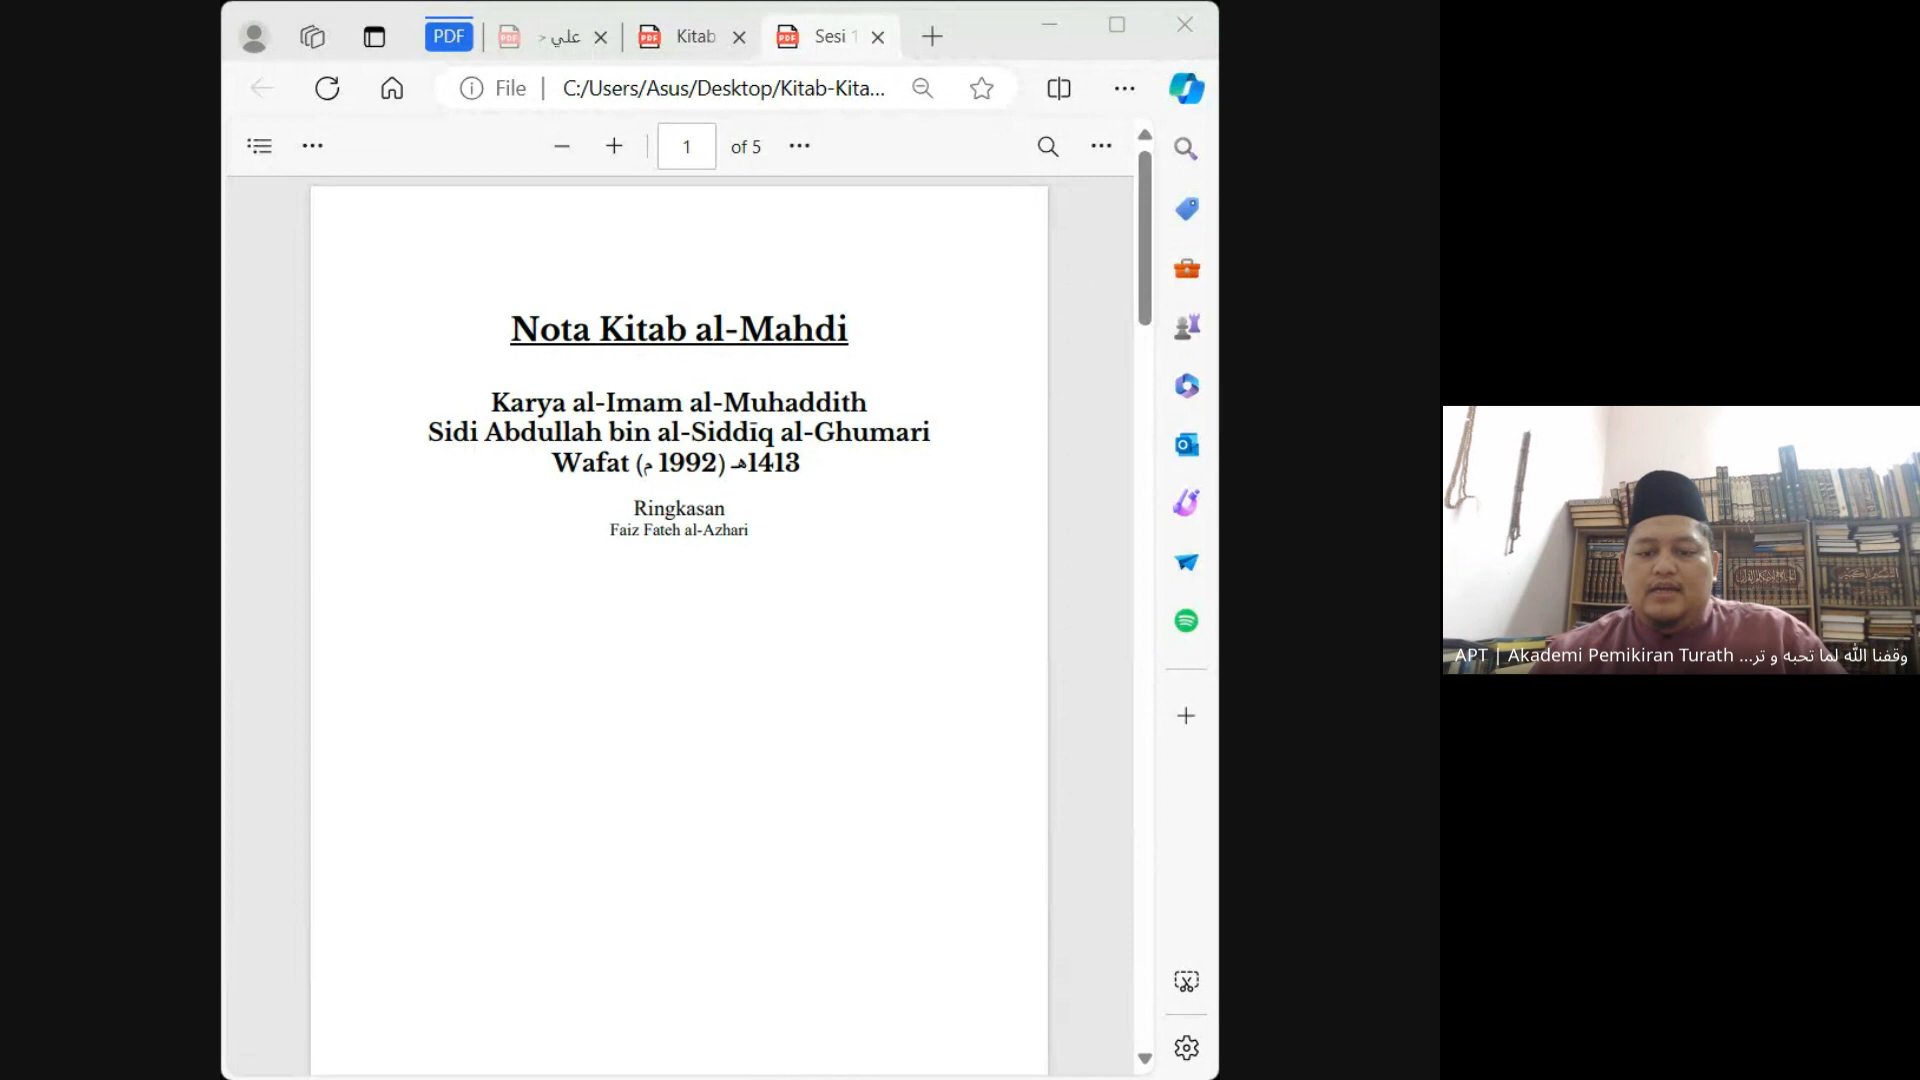 PDF
علي >
Kitab
Sesi 1
File
C:/Users/Asus/Desktop/Kitab-Kita...
1 of 5
Nota Kitab al-Mahdi
Karya al-Imam al-Muhaddith
Sidi Abdullah bin al-Siddīq al-Ghumari
Wafat (1992 م) 1413هـ
Ringkasan
Faiz Fateh al-Azhari
APT | Akademi Pemikiran Turath ...وفقنا الله لما تحبه و تر